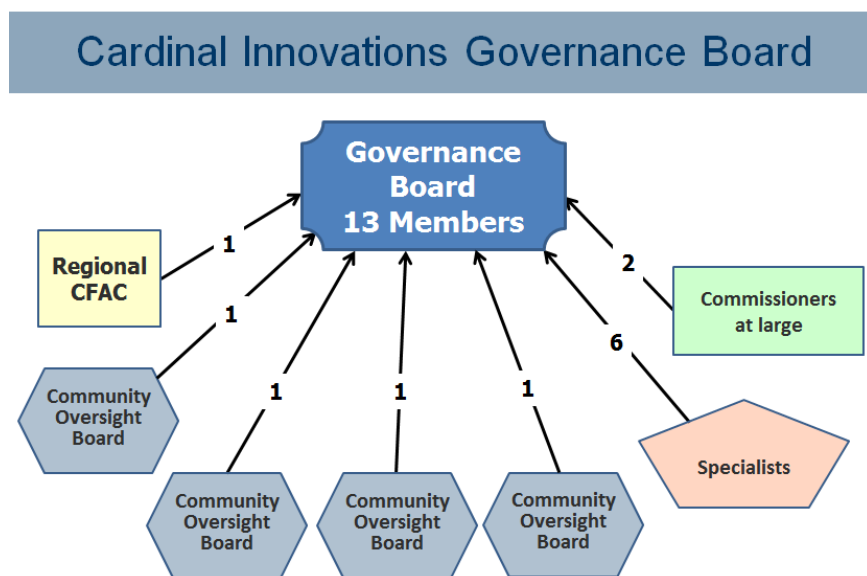 Cardinal Innovations Governance Board
Governance
Board
13 Members
1
Regional
CFAC
2
Commissioners
at large
1
6
Community
Oversight
Board
1
1
1
Specialists
Community
Oversight
Board
Community
Oversight
Board
Community
Oversight
Board